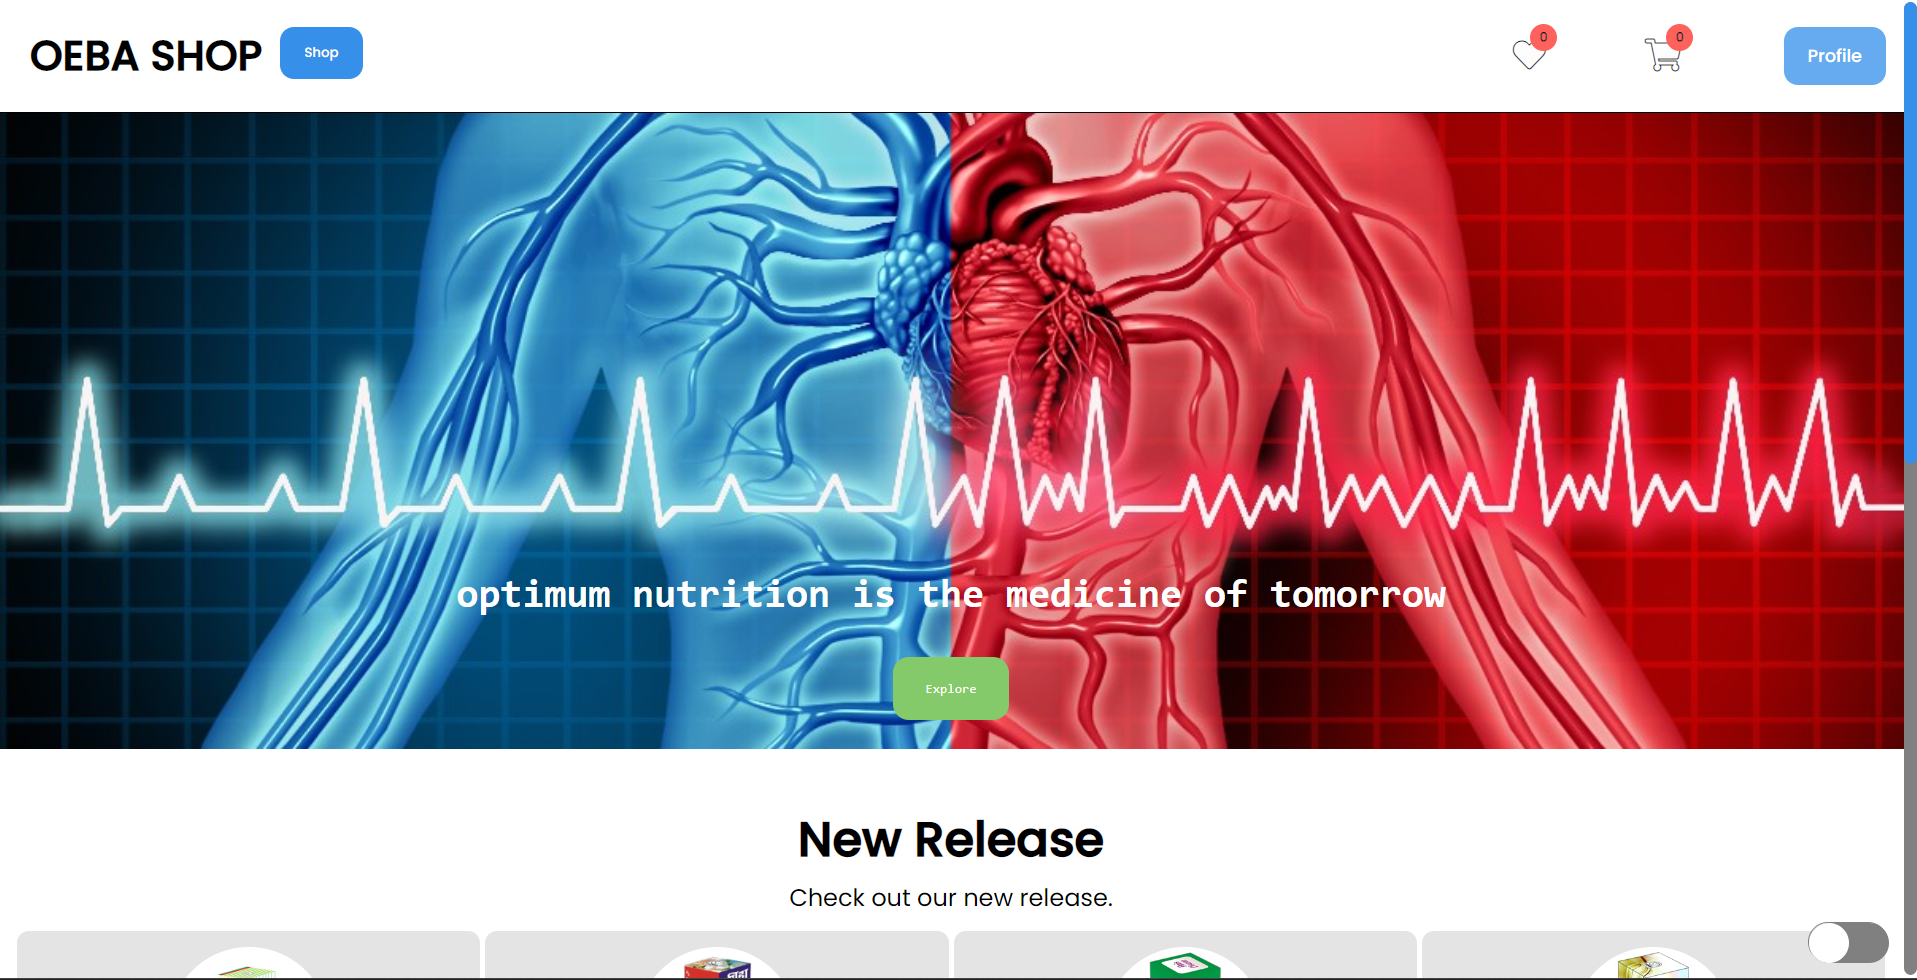 OEBA SHOP
Shop
0
0
Profile
optimum nutrition is the medicine of tomorrow
Explore
New Release
Check out our new release.